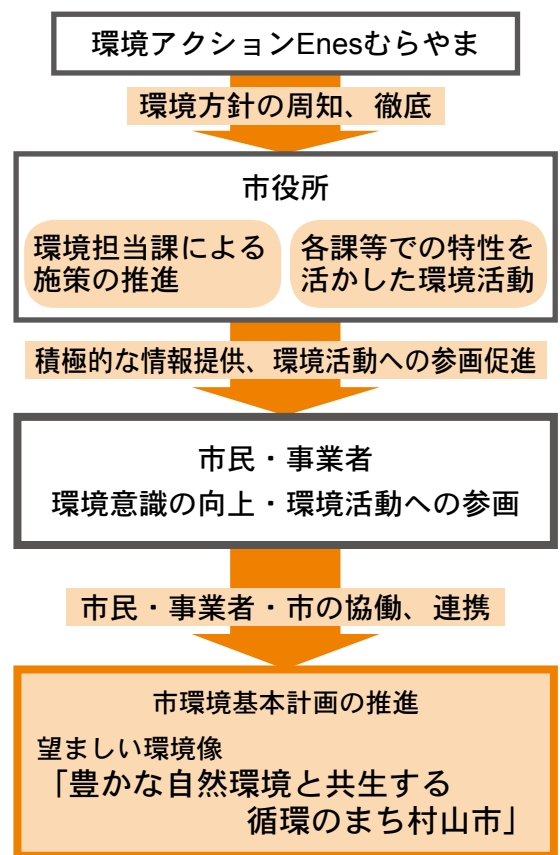 環境アクションEnesむらやま
環境方針の周知、徹底
市役所
環境担当課による
施策の推進
各課等での特性を
活かした環境活動
積極的な情報提供、環境活動への参画促進
市民・事業者
環境意識の向上・環境活動への参画
市民・事業者・市の協働、連携
市環境基本計画の推進
望ましい環境像
「豊かな自然環境と共生する
循環のまち村山市」